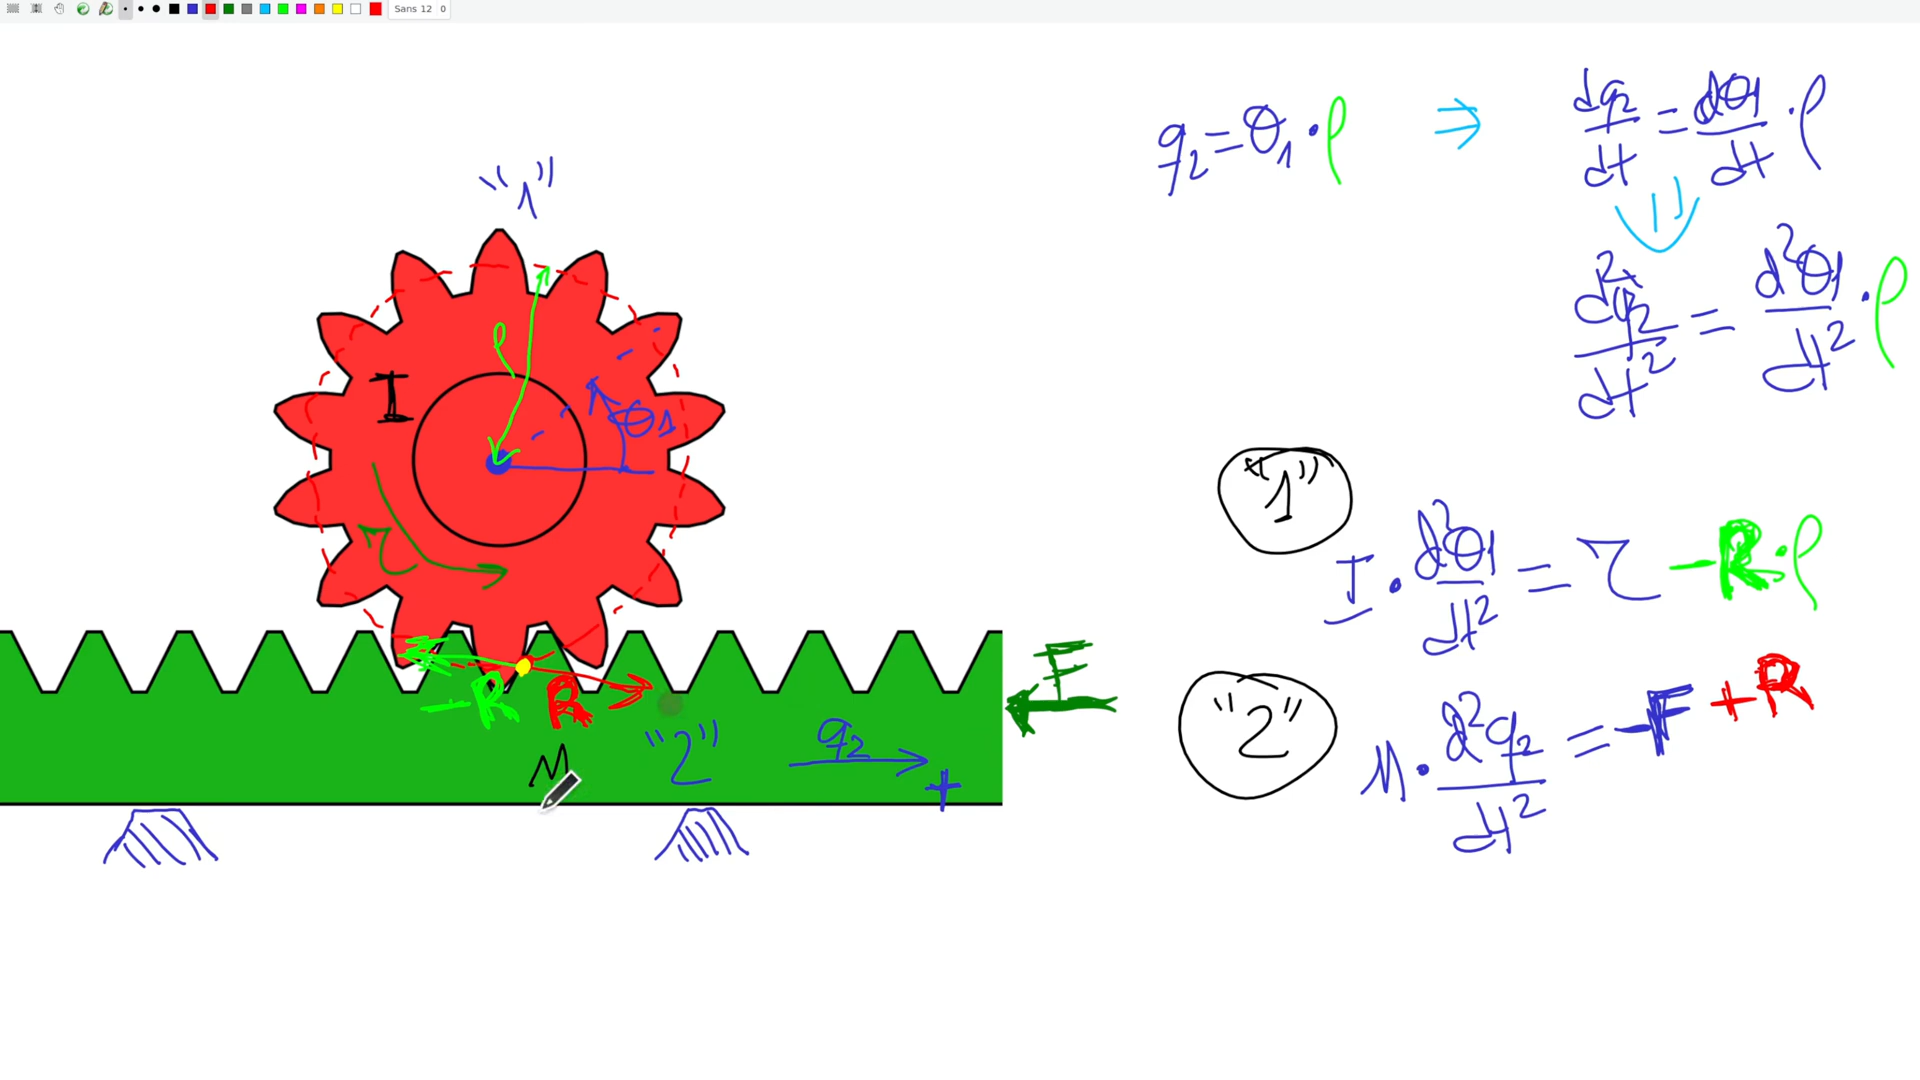 Sans 12 0
"1"
q₂ = θ₁ · ρ ⇒ dq₂/dt = dθ₁/dt · ρ
⇓
d²q₂/dt² = d²θ₁/dt² · ρ
ρ
I
θ₁
τ
"1"
I · d²θ₁/dt² = τ - R · ρ
F
-R
R
"2"
q₂
+
M
"2"
M · d²q₂/dt² = -F + R